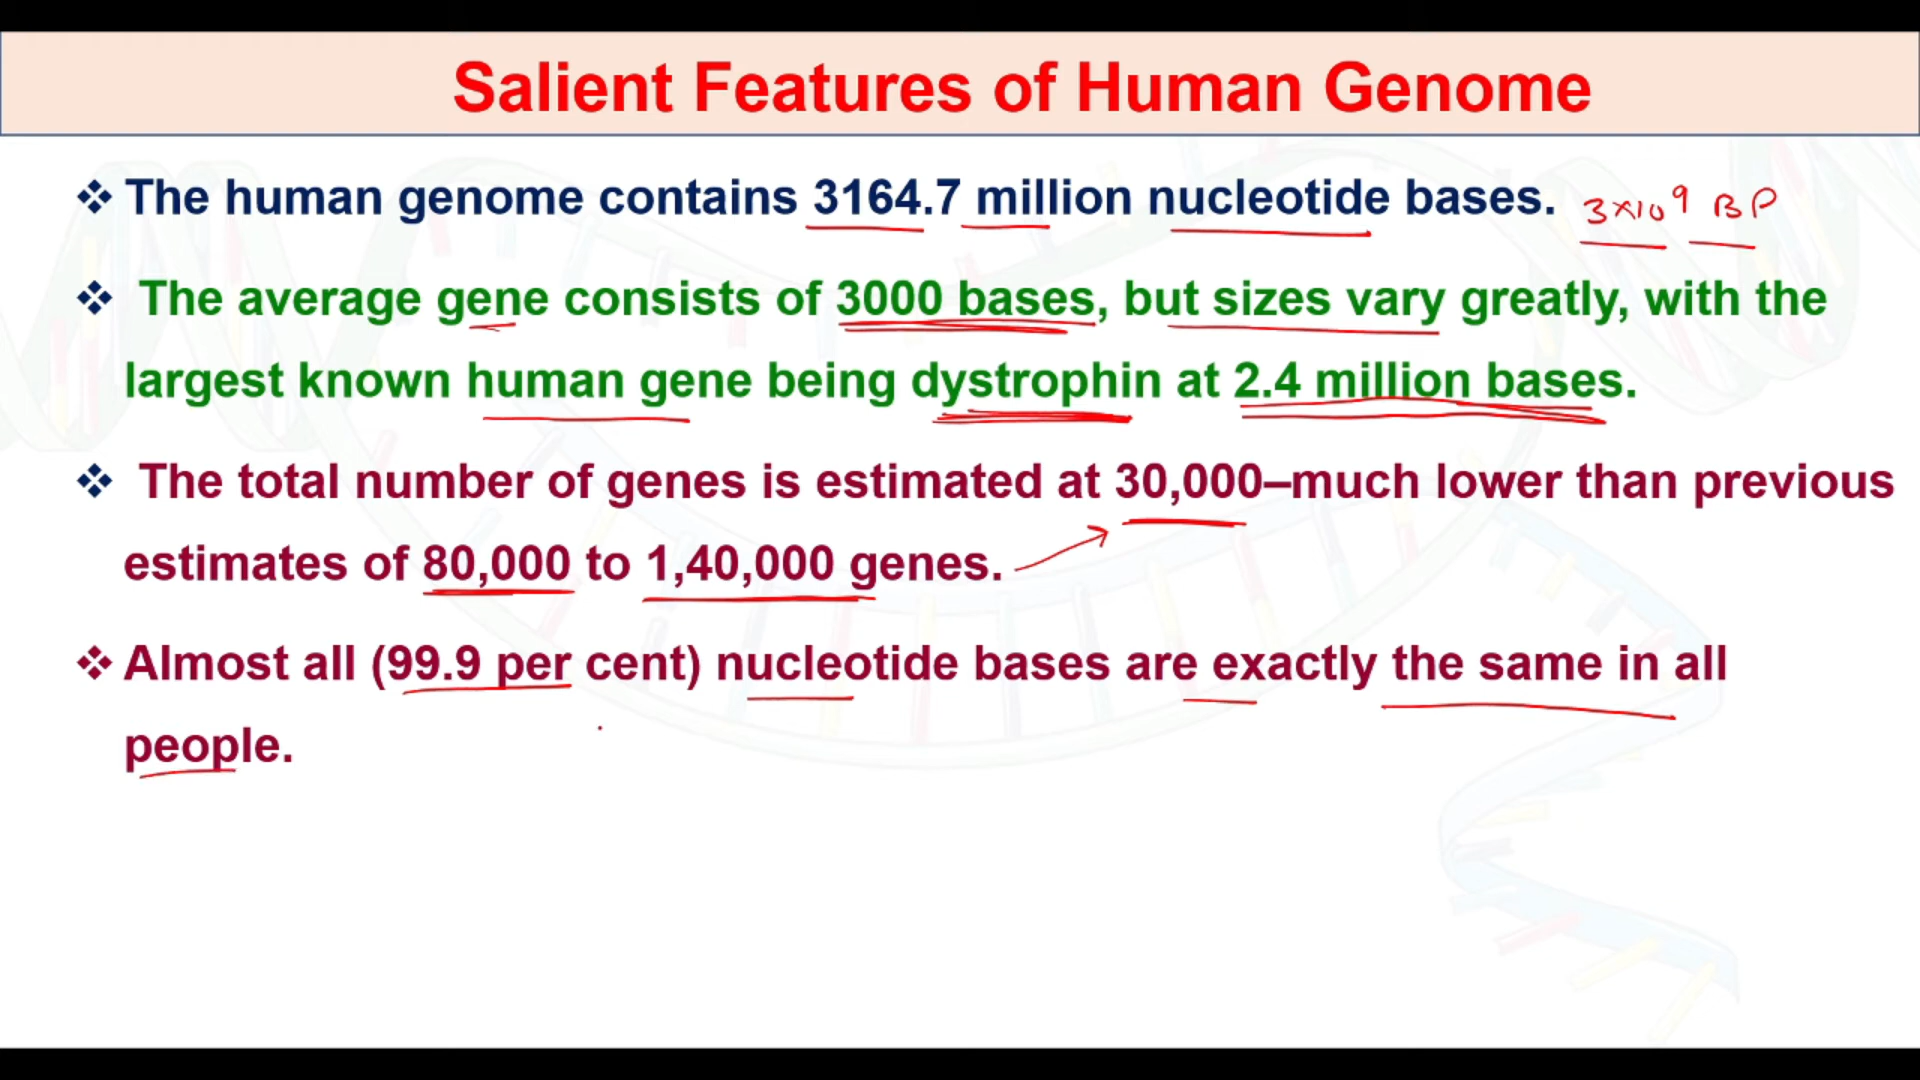 Salient Features of Human Genome
❖ The human genome contains 3164.7 million nucleotide bases. 3×10⁹ BP
❖ The average gene consists of 3000 bases, but sizes vary greatly, with the
largest known human gene being dystrophin at 2.4 million bases.
❖ The total number of genes is estimated at 30,000–much lower than previous
estimates of 80,000 to 1,40,000 genes.
❖ Almost all (99.9 per cent) nucleotide bases are exactly the same in all
people.